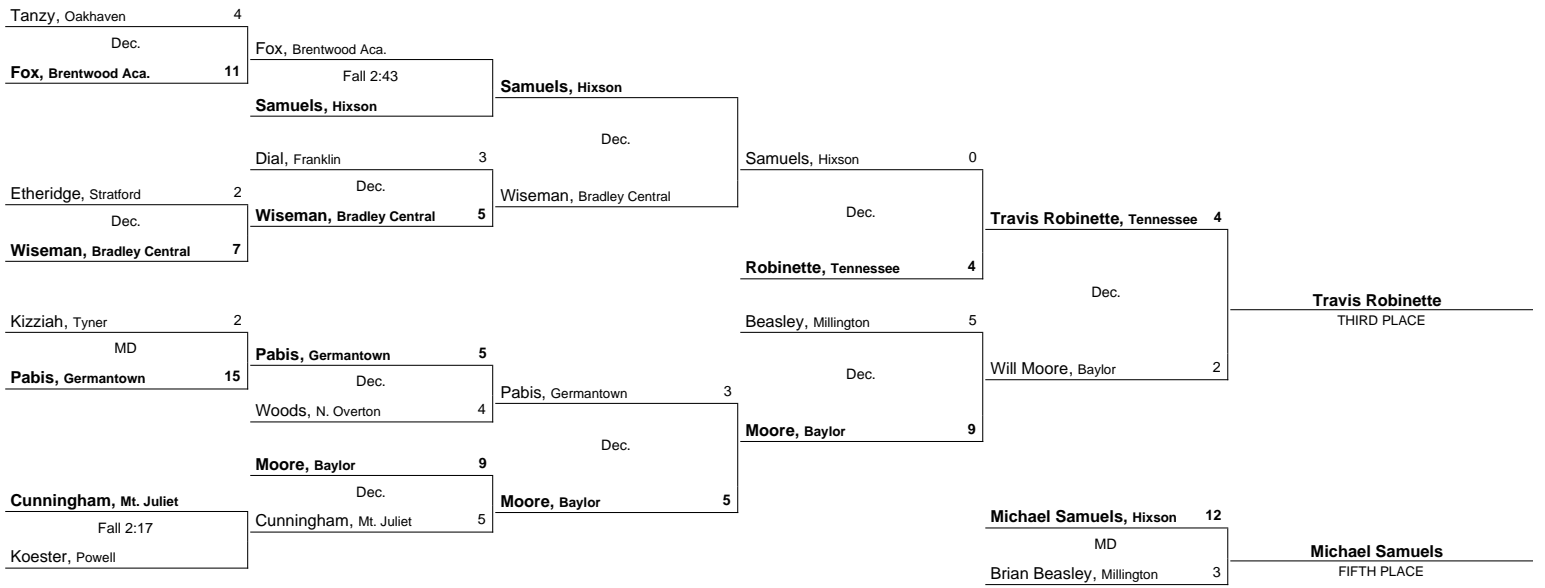 Tanzy, Oakhaven 4
Dec.
Fox, Brentwood Aca. 11
Etheridge, Stratford 2
Dec.
Wiseman, Bradley Central 7
Kizziah, Tyner 2
MD
Pabis, Germantown 15
Cunningham, Mt. Juliet
Fall 2:17
Koester, Powell
Fox, Brentwood Aca.
Fall 2:43
Samuels, Hixson
Dial, Franklin 3
Dec.
Wiseman, Bradley Central 5
Pabis, Germantown 5
Dec.
Woods, N. Overton 4
Moore, Baylor 9
Dec.
Cunningham, Mt. Juliet 5
Samuels, Hixson
Dec.
Wiseman, Bradley Central
Pabis, Germantown 3
Dec.
Moore, Baylor 5
Samuels, Hixson 0
Dec.
Robinette, Tennessee 4
Beasley, Millington 5
Dec.
Moore, Baylor 9
Travis Robinette, Tennessee 4
Dec.
Will Moore, Baylor 2
Travis Robinette
THIRD PLACE
Michael Samuels, Hixson 12
MD
Brian Beasley, Millington 3
Michael Samuels
FIFTH PLACE